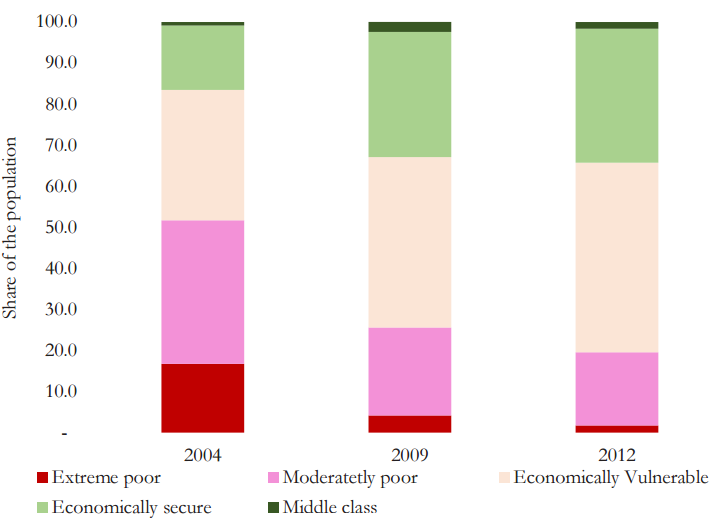 100.0
90.0
80.0
70.0
60.0
50.0
40.0
30.0
20.0
10.0
-
Share of the population
2004 2009 2012
Extreme poor Moderatetly poor Economically Vulnerable
Economically secure Middle class